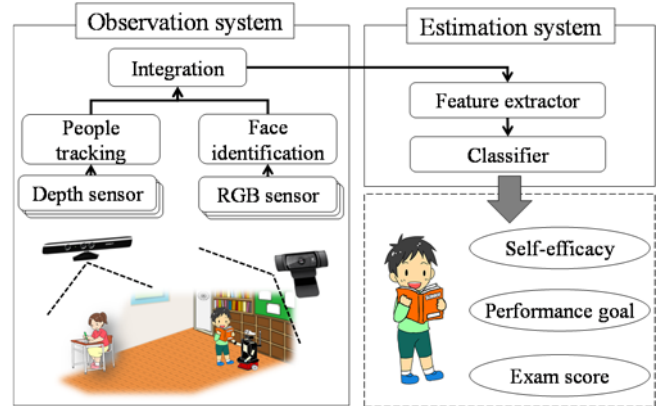 Observation system
Integration
People
tracking
Face
identification
Depth sensor
RGB sensor
Estimation system
Feature extractor
Classifier
Self-efficacy
Performance goal
Exam score